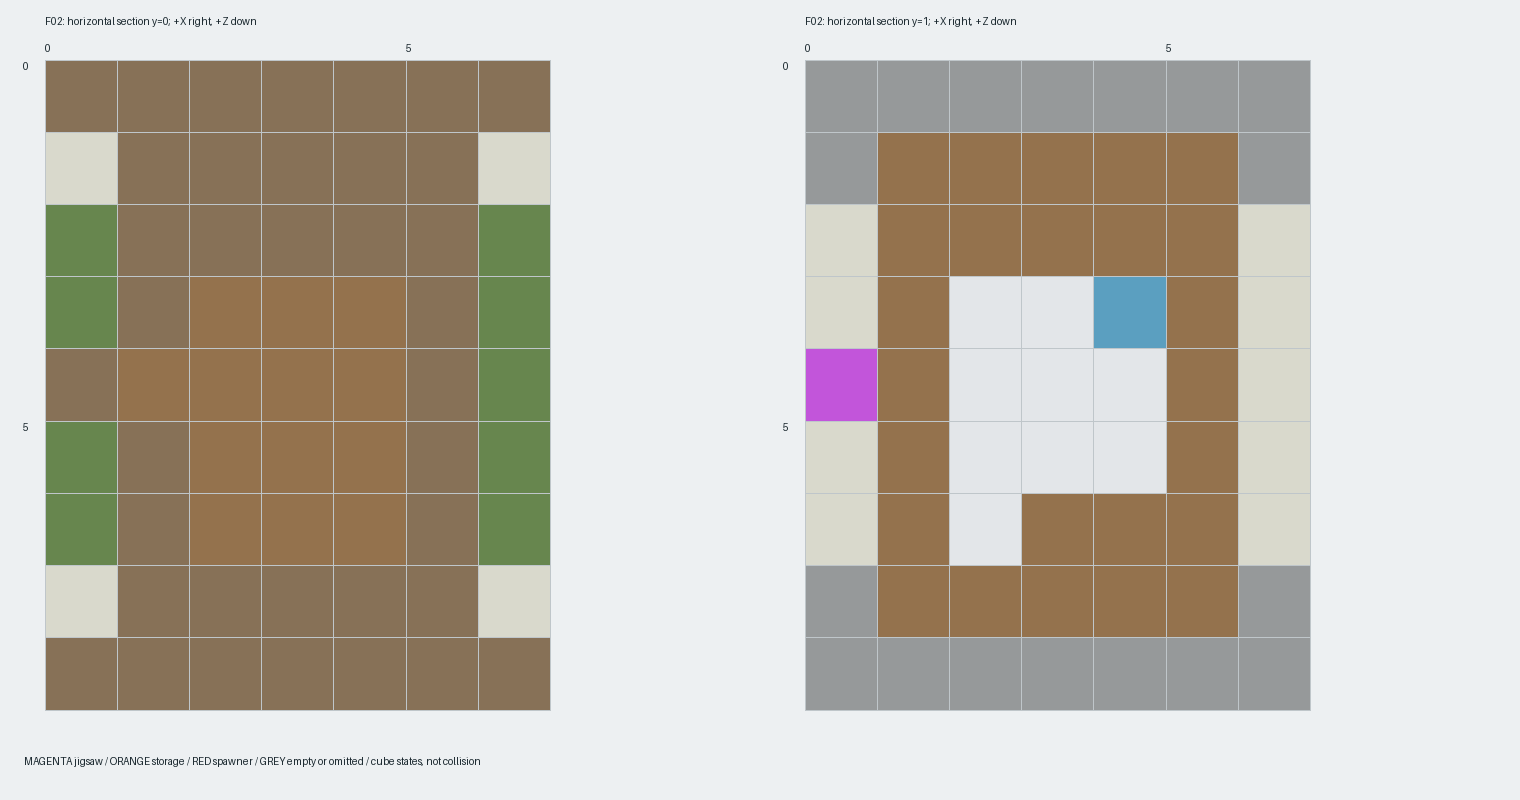 F02: horizontal section y=0; +X right, +Z down
F02: horizontal section y=1; +X right, +Z down
0 5
0 5
0
0
5
5
MAGENTA jigsaw / ORANGE storage / RED spawner / GREY empty or omitted / cube states, not collision